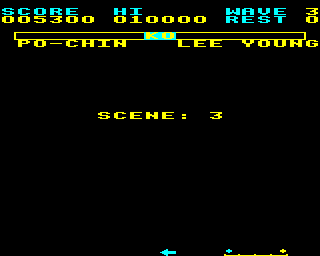 SCORE HI WAVE 3
005300 010000 REST 0
KO
PO-CHIN LEE YOUNG
SCENE: 3